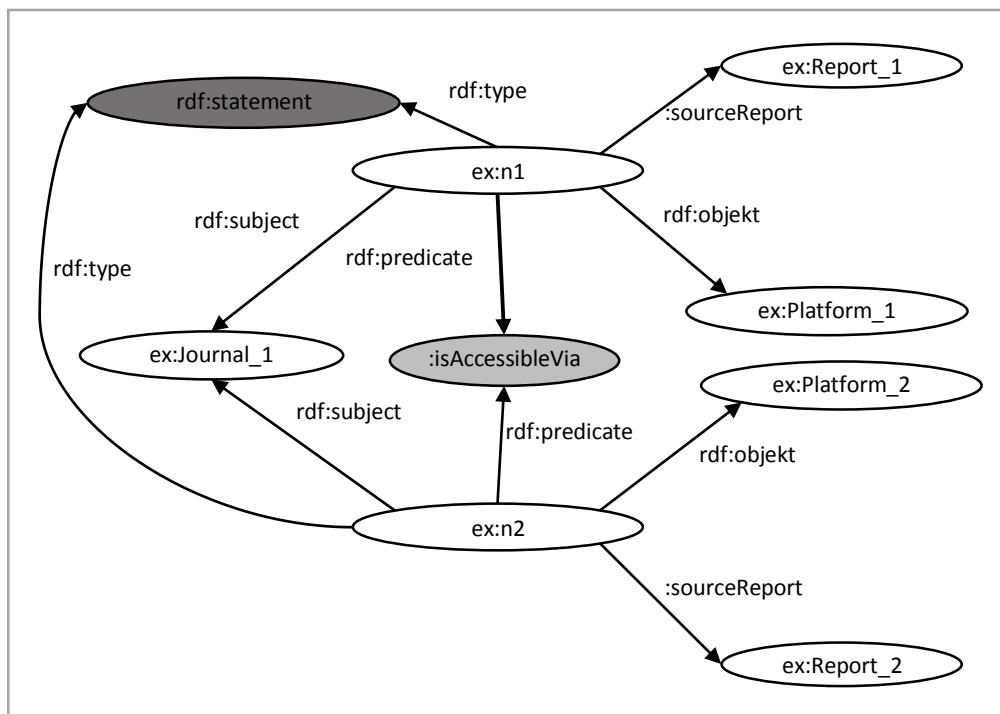 ex:Report_1
rdf:statement
rdf:type
:sourceReport
ex:n1
rdf:subject
rdf:objekt
rdf:predicate
rdf:type
ex:Platform_1
ex:Journal_1
:isAccessibleVia
ex:Platform_2
rdf:subject
rdf:predicate
rdf:objekt
ex:n2
:sourceReport
ex:Report_2